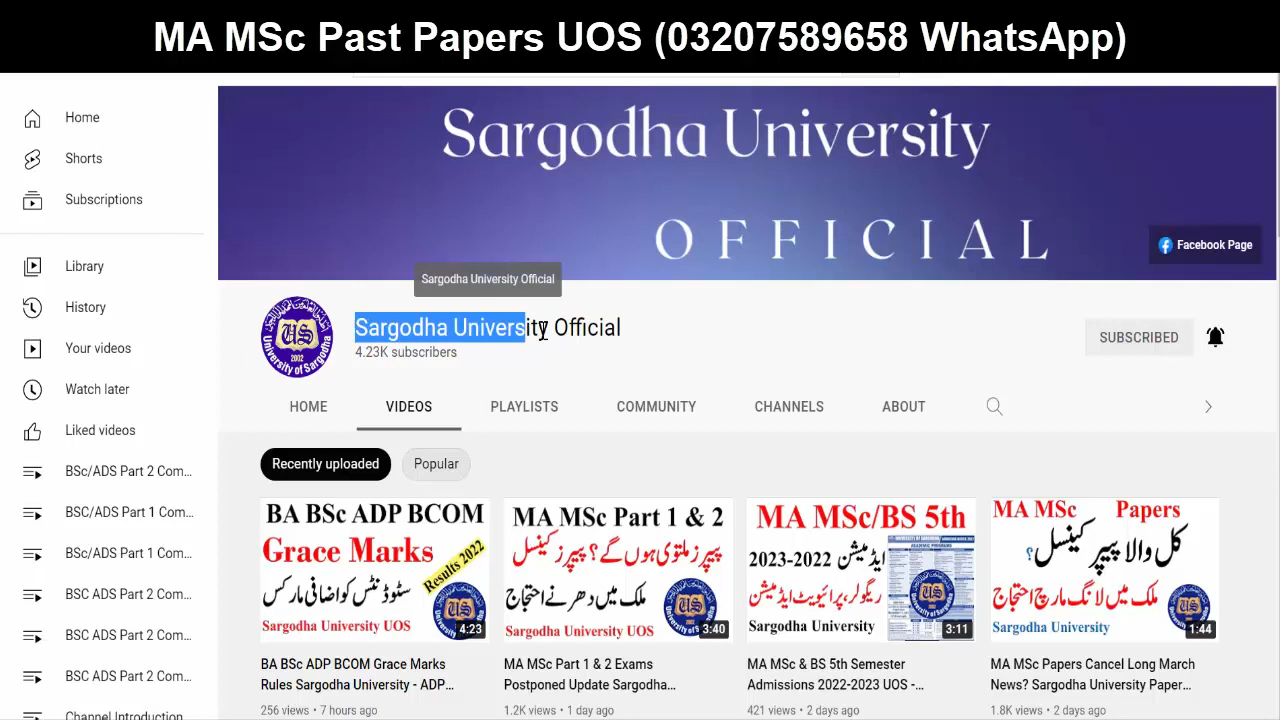 MA MSc Past Papers UOS (03207589658 WhatsApp)
Home
Shorts
Subscriptions
Library
History
Your videos
Watch later
Liked videos
BSc/ADS Part 2 Com...
BSC/ADS Part 1 Com...
BSc/ADS Part 1 Com...
BSC ADS Part 2 Com...
BSC ADS Part 2 Com...
BSC ADS Part 2 Com...
Channel Introduction
Sargodha University
OFFICIAL
Facebook Page
Sargodha University Official
US
2002
University of Sargodha
Sargodha University Official
4.23K subscribers
SUBSCRIBED
HOME
VIDEOS
PLAYLISTS
COMMUNITY
CHANNELS
ABOUT
Recently uploaded
Popular
BA BSc ADP BCOM
Grace Marks
Results 2022
سٹوڈنٹس کو اضافی مارکس
Sargodha University UOS
4:23
BA BSc ADP BCOM Grace Marks
Rules Sargodha University - ADP...
256 views • 7 hours ago
MA MSc Part 1 & 2
پیپرز ملتوی ہوں گے؟ پیپرز کینسل
ملک میں دھرنے احتجاج
Sargodha University UOS
3:40
MA MSc Part 1 & 2 Exams
Postponed Update Sargodha...
1.2K views • 1 day ago
MA MSc/BS 5th
ایڈمیشن 2022-2023
ریگولر، پرائیویٹ ایڈمیشن
Sargodha University
3:11
MA MSc & BS 5th Semester
Admissions 2022-2023 UOS -...
421 views • 2 days ago
MA MSc Papers
کل والا پیپر کینسل؟
ملک میں لانگ مارچ احتجاج
Sargodha University
1:44
MA MSc Papers Cancel Long March
News? Sargodha University Paper...
1.8K views • 2 days ago